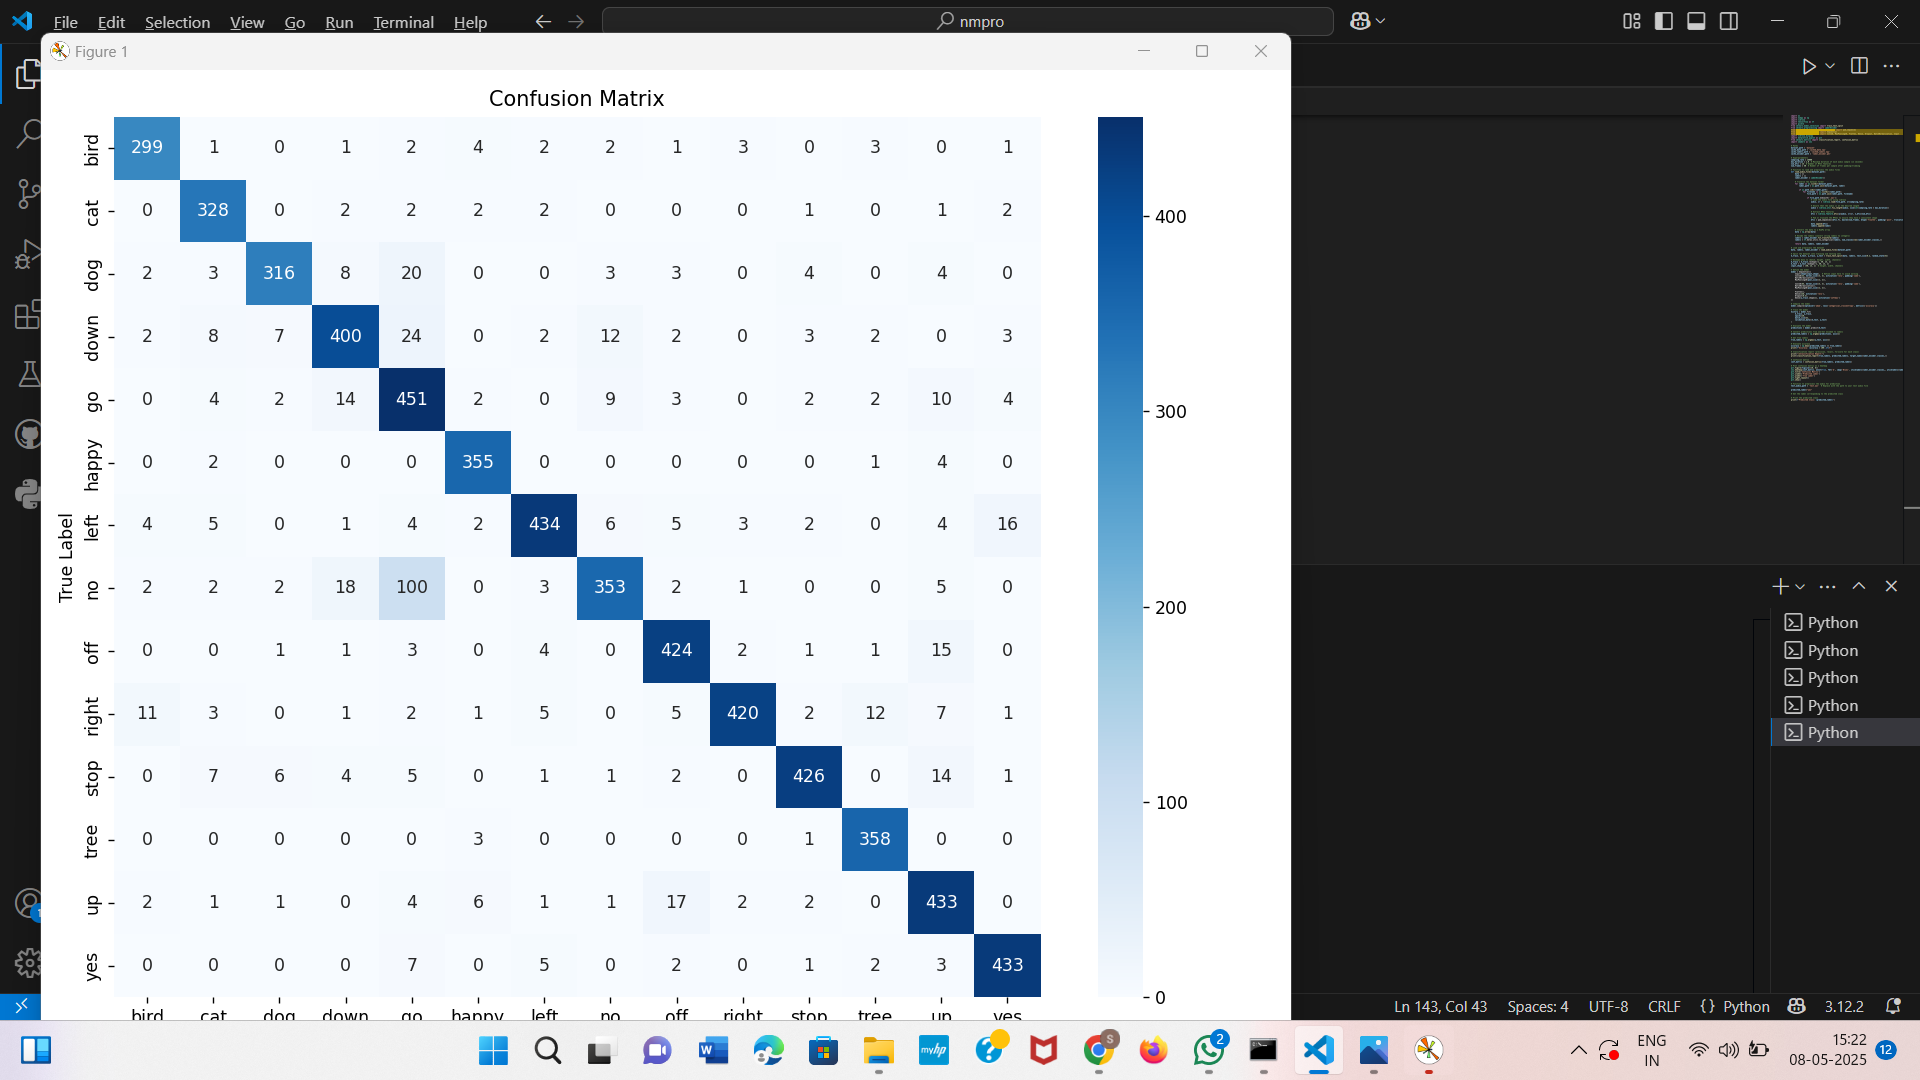 File Edit Selection View Go Run Terminal Help
nmpro
Figure 1
Confusion Matrix
bird 299 1 0 1 2 4 2 2 1 3 0 3 0 1
cat 0 328 0 2 2 2 2 0 0 0 1 0 1 2
dog 2 3 316 8 20 0 0 3 3 0 4 0 4 0
down 2 8 7 400 24 0 2 12 2 0 3 2 0 3
go 0 4 2 14 451 2 0 9 3 0 2 2 10 4
happy 0 2 0 0 0 355 0 0 0 0 0 1 4 0
left 4 5 0 1 4 2 434 6 5 3 2 0 4 16
no 2 2 2 18 100 0 3 353 2 1 0 0 5 0
off 0 0 1 1 3 0 4 0 424 2 1 1 15 0
right 11 3 0 1 2 1 5 0 5 420 2 12 7 1
stop 0 7 6 4 5 0 1 1 2 0 426 0 14 1
tree 0 0 0 0 0 3 0 0 0 0 1 358 0 0
up 2 1 1 0 4 6 1 1 17 2 2 0 433 0
yes 0 0 0 0 7 0 5 0 2 0 1 2 3 433
True Label
bird cat dog down go happy left no off right stop tree up yes
400
300
200
100
0
Python
Python
Python
Python
Python
Ln 143, Col 43 Spaces: 4 UTF-8 CRLF {} Python 3.12.2
myhp
S
2
ENG
IN
15:22
08-05-2025
12